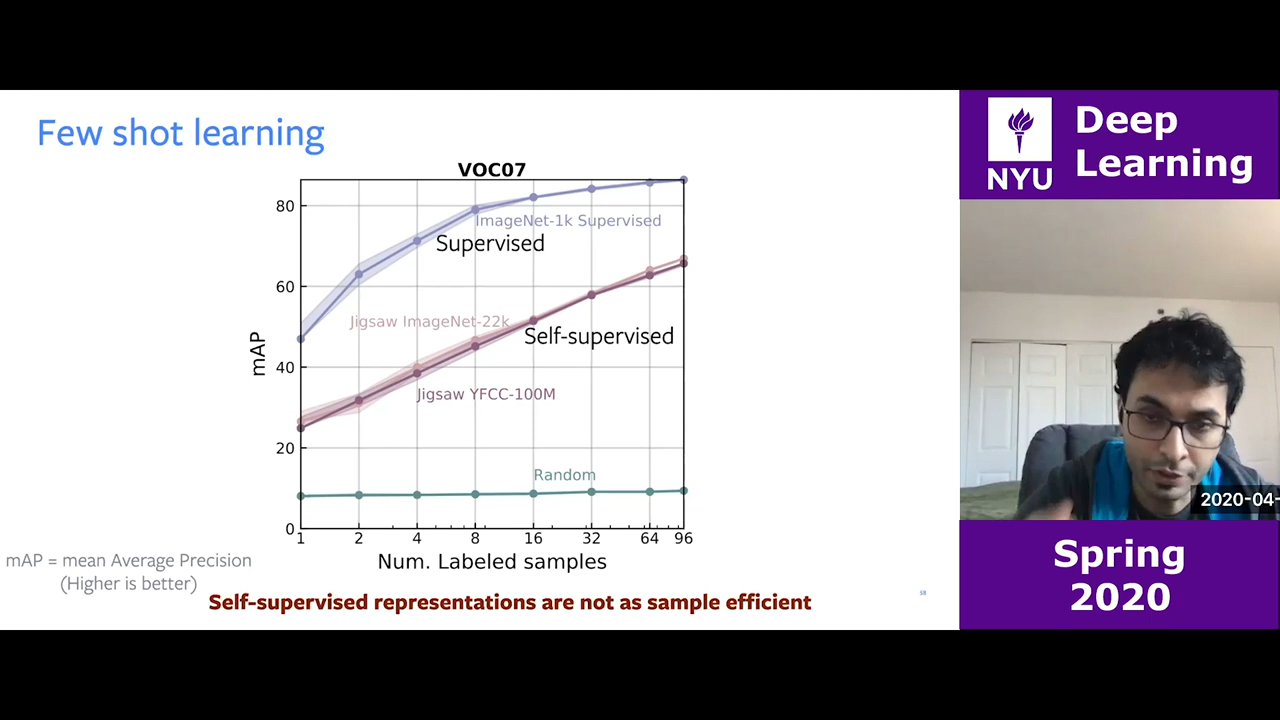 Few shot learning
VOC07
mAP
80
60
40
20
0
1 2 4 8 16 32 64 96
Num. Labeled samples
ImageNet-1k Supervised
Supervised
Jigsaw ImageNet-22k
Self-supervised
Jigsaw YFCC-100M
Random
mAP = mean Average Precision
(Higher is better)
Self-supervised representations are not as sample efficient
NYU
Deep
Learning
2020-04-
Spring
2020